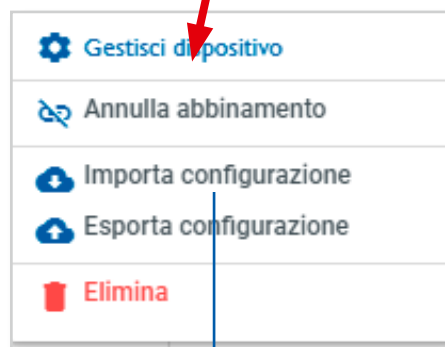 Gestisci dispositivo
Annulla abbinamento
Importa configurazione
Esporta configurazione
Elimina